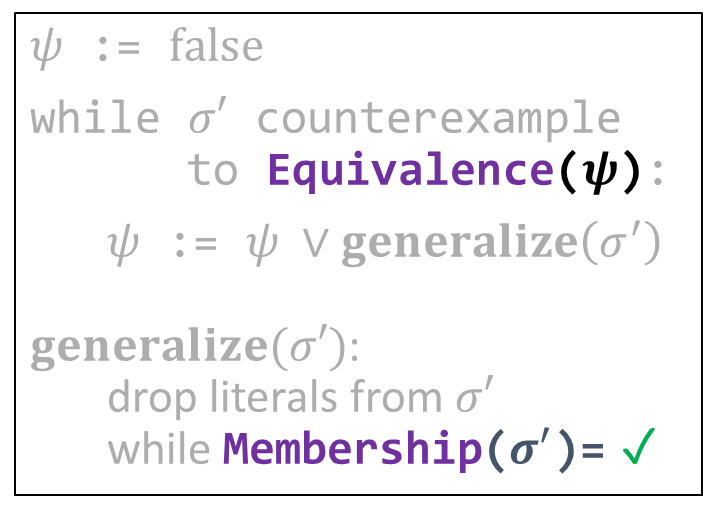 ψ := false
while σ′ counterexample
to Equivalence(ψ):
ψ := ψ ∨ generalize(σ′)
generalize(σ′):
drop literals from σ′
while Membership(σ′)= ✓